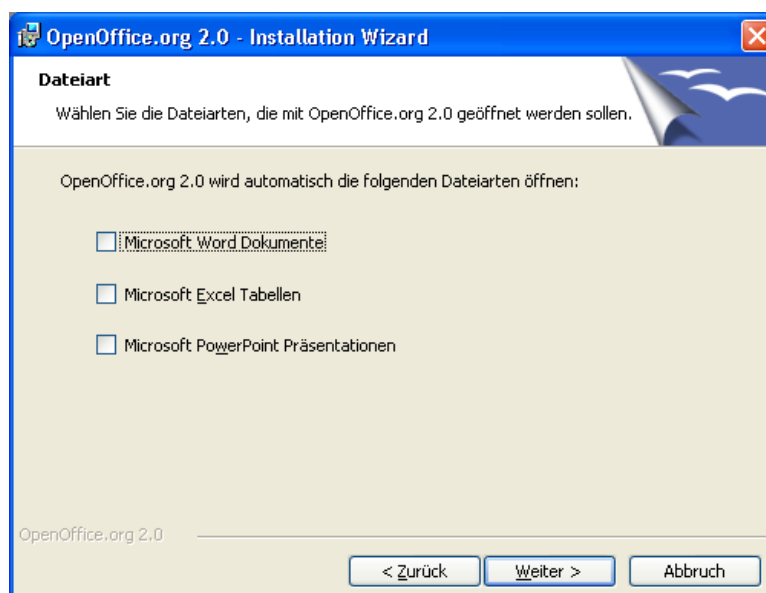 OpenOffice.org 2.0 - Installation Wizard
Dateiart
Wählen Sie die Dateiarten, die mit OpenOffice.org 2.0 geöffnet werden sollen.
OpenOffice.org 2.0 wird automatisch die folgenden Dateiarten öffnen:
Microsoft Word Dokumente
Microsoft Excel Tabellen
Microsoft PowerPoint Präsentationen
OpenOffice.org 2.0
< Zurück Weiter > Abbruch